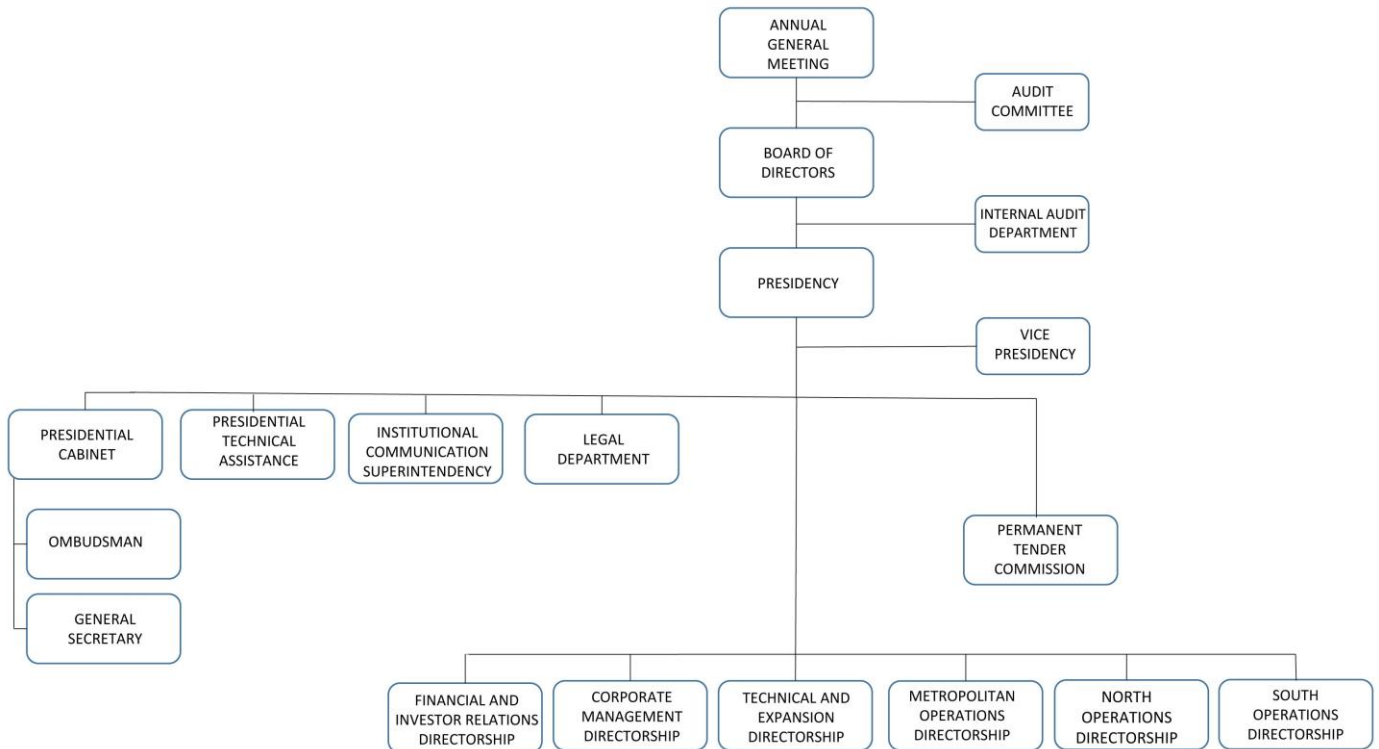 ANNUAL
GENERAL
MEETING
AUDIT
COMMITTEE
BOARD OF
DIRECTORS
INTERNAL AUDIT
DEPARTMENT
PRESIDENCY
VICE
PRESIDENCY
PRESIDENTIAL
CABINET
PRESIDENTIAL
TECHNICAL
ASSISTANCE
INSTITUTIONAL
COMMUNICATION
SUPERINTENDENCY
LEGAL
DEPARTMENT
OMBUDSMAN
GENERAL
SECRETARY
PERMANENT
TENDER
COMMISSION
FINANCIAL AND
INVESTOR RELATIONS
DIRECTORSHIP
CORPORATE
MANAGEMENT
DIRECTORSHIP
TECHNICAL AND
EXPANSION
DIRECTORSHIP
METROPOLITAN
OPERATIONS
DIRECTORSHIP
NORTH
OPERATIONS
DIRECTORSHIP
SOUTH
OPERATIONS
DIRECTORSHIP